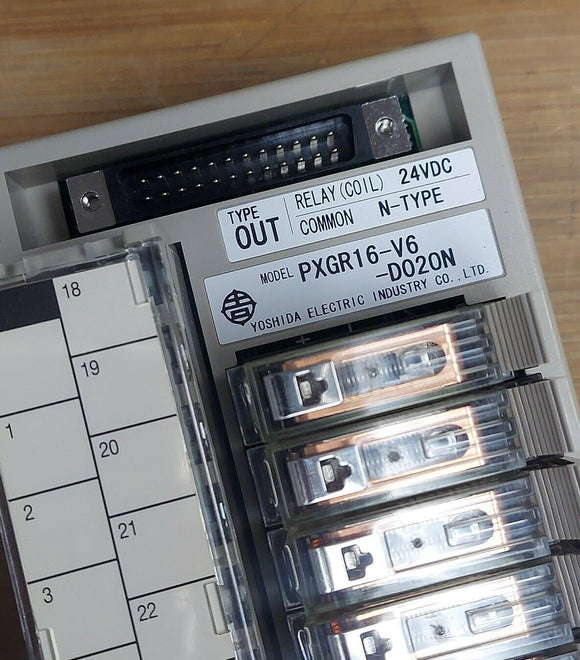 TYPE
OUT
RELAY(COIL) 24VDC
COMMON N-TYPE
MODEL PXGR16-V6
-D020N
YOSHIDA ELECTRIC INDUSTRY CO.,LTD.
18
19
1
20
2
21
3
22